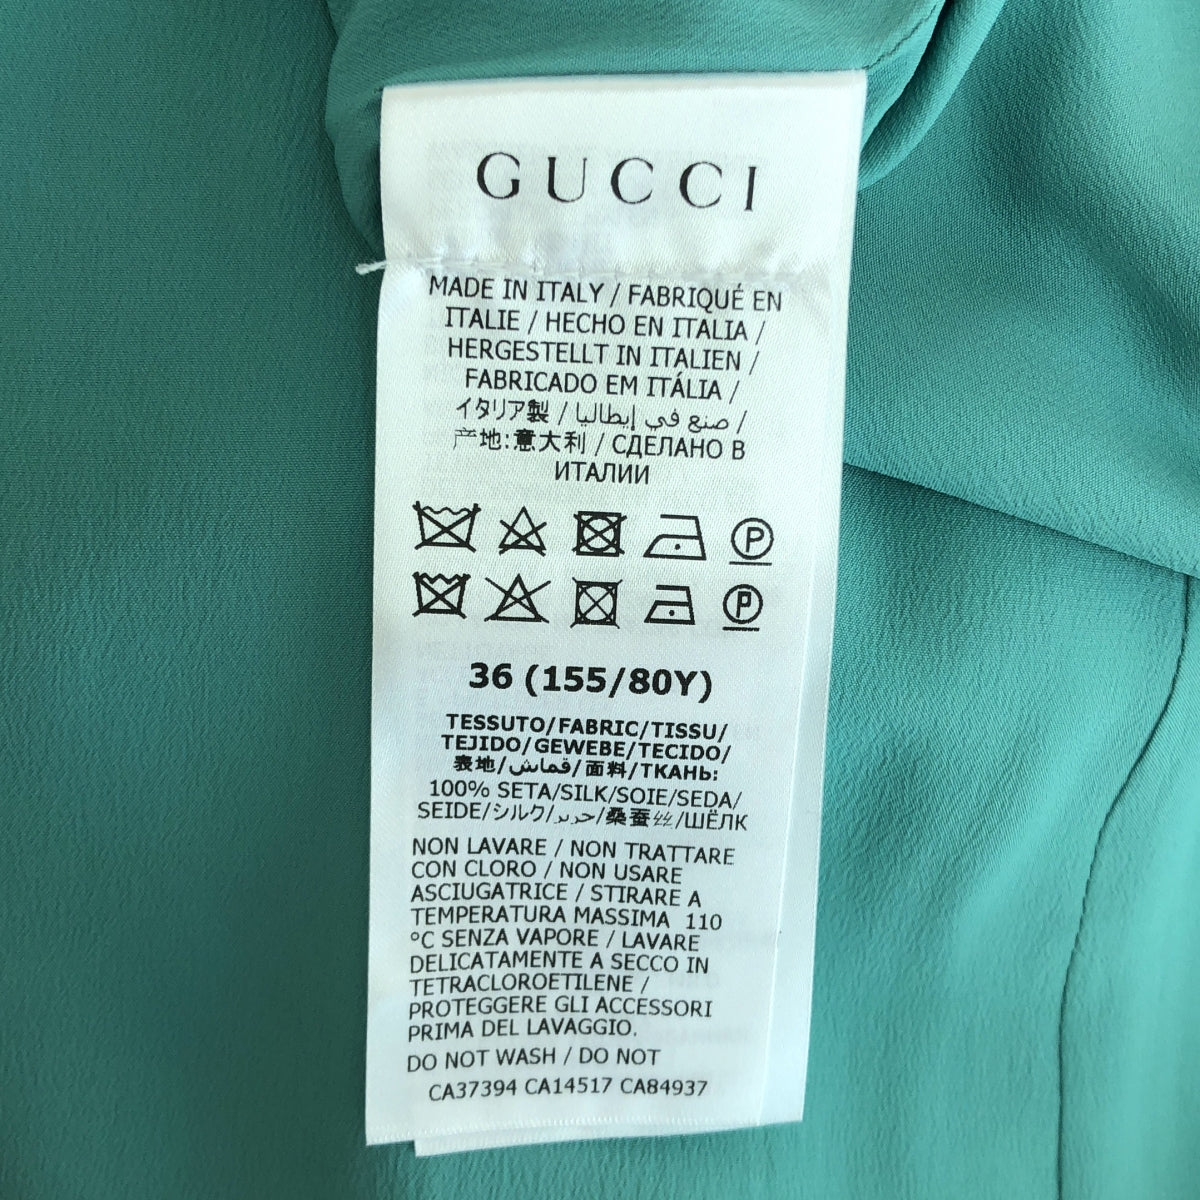 GUCCI
MADE IN ITALY / FABRIQUÉ EN
ITALIE / HECHO EN ITALIA /
HERGESTELLT IN ITALIEN /
FABRICADO EM ITÁLIA /
イタリア製 / صنع في إيطاليا /
产地:意大利 / СДЕЛАНО В
ИТАЛИИ
P
P
36 (155/80Y)
TESSUTO/FABRIC/TISSU/
TEJIDO/GEWEBE/TECIDO/
表地/قماش/面料/ТКАНЬ:
100% SETA/SILK/SOIE/SEDA/
SEIDE/シルク/حرير/桑蚕丝/ШЁЛК
NON LAVARE / NON TRATTARE
CON CLORO / NON USARE
ASCIUGATRICE / STIRARE A
TEMPERATURA MASSIMA 110
°C SENZA VAPORE / LAVARE
DELICATAMENTE A SECCO IN
TETRACLOROETILENE /
PROTEGGERE GLI ACCESSORI
PRIMA DEL LAVAGGIO.
DO NOT WASH / DO NOT
CA37394 CA14517 CA84937